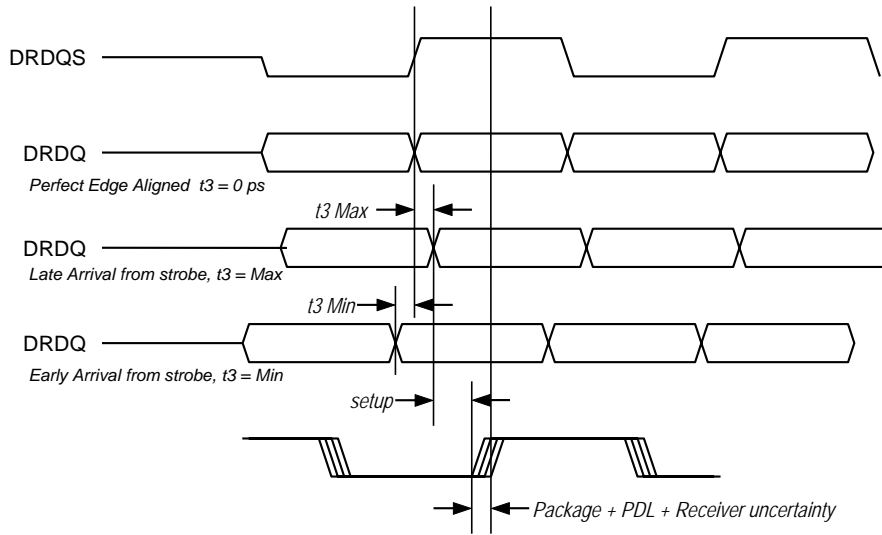 DRDQS
DRDQ
Perfect Edge Aligned t3 = 0 ps
t3 Max
DRDQ
Late Arrival from strobe, t3 = Max
t3 Min
DRDQ
Early Arrival from strobe, t3 = Min
setup
Package + PDL + Receiver uncertainty